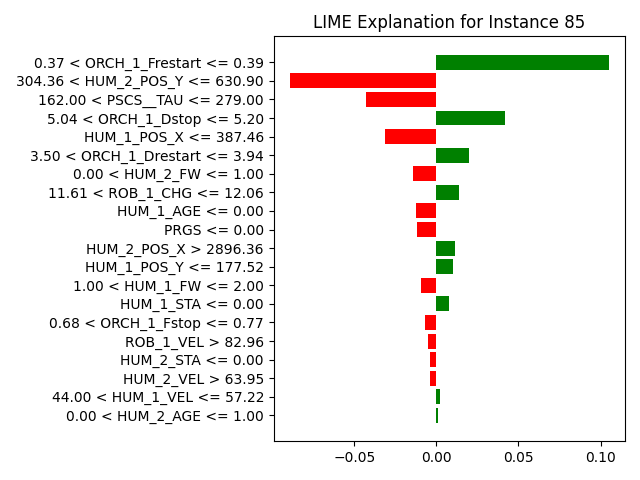 LIME Explanation for Instance 85
0.37 < ORCH_1_Frestart <= 0.39
304.36 < HUM_2_POS_Y <= 630.90
162.00 < PSCS__TAU <= 279.00
5.04 < ORCH_1_Dstop <= 5.20
HUM_1_POS_X <= 387.46
3.50 < ORCH_1_Drestart <= 3.94
0.00 < HUM_2_FW <= 1.00
11.61 < ROB_1_CHG <= 12.06
HUM_1_AGE <= 0.00
PRGS <= 0.00
HUM_2_POS_X > 2896.36
HUM_1_POS_Y <= 177.52
1.00 < HUM_1_FW <= 2.00
HUM_1_STA <= 0.00
0.68 < ORCH_1_Fstop <= 0.77
ROB_1_VEL > 82.96
HUM_2_STA <= 0.00
HUM_2_VEL > 63.95
44.00 < HUM_1_VEL <= 57.22
0.00 < HUM_2_AGE <= 1.00
−0.05 0.00 0.05 0.10